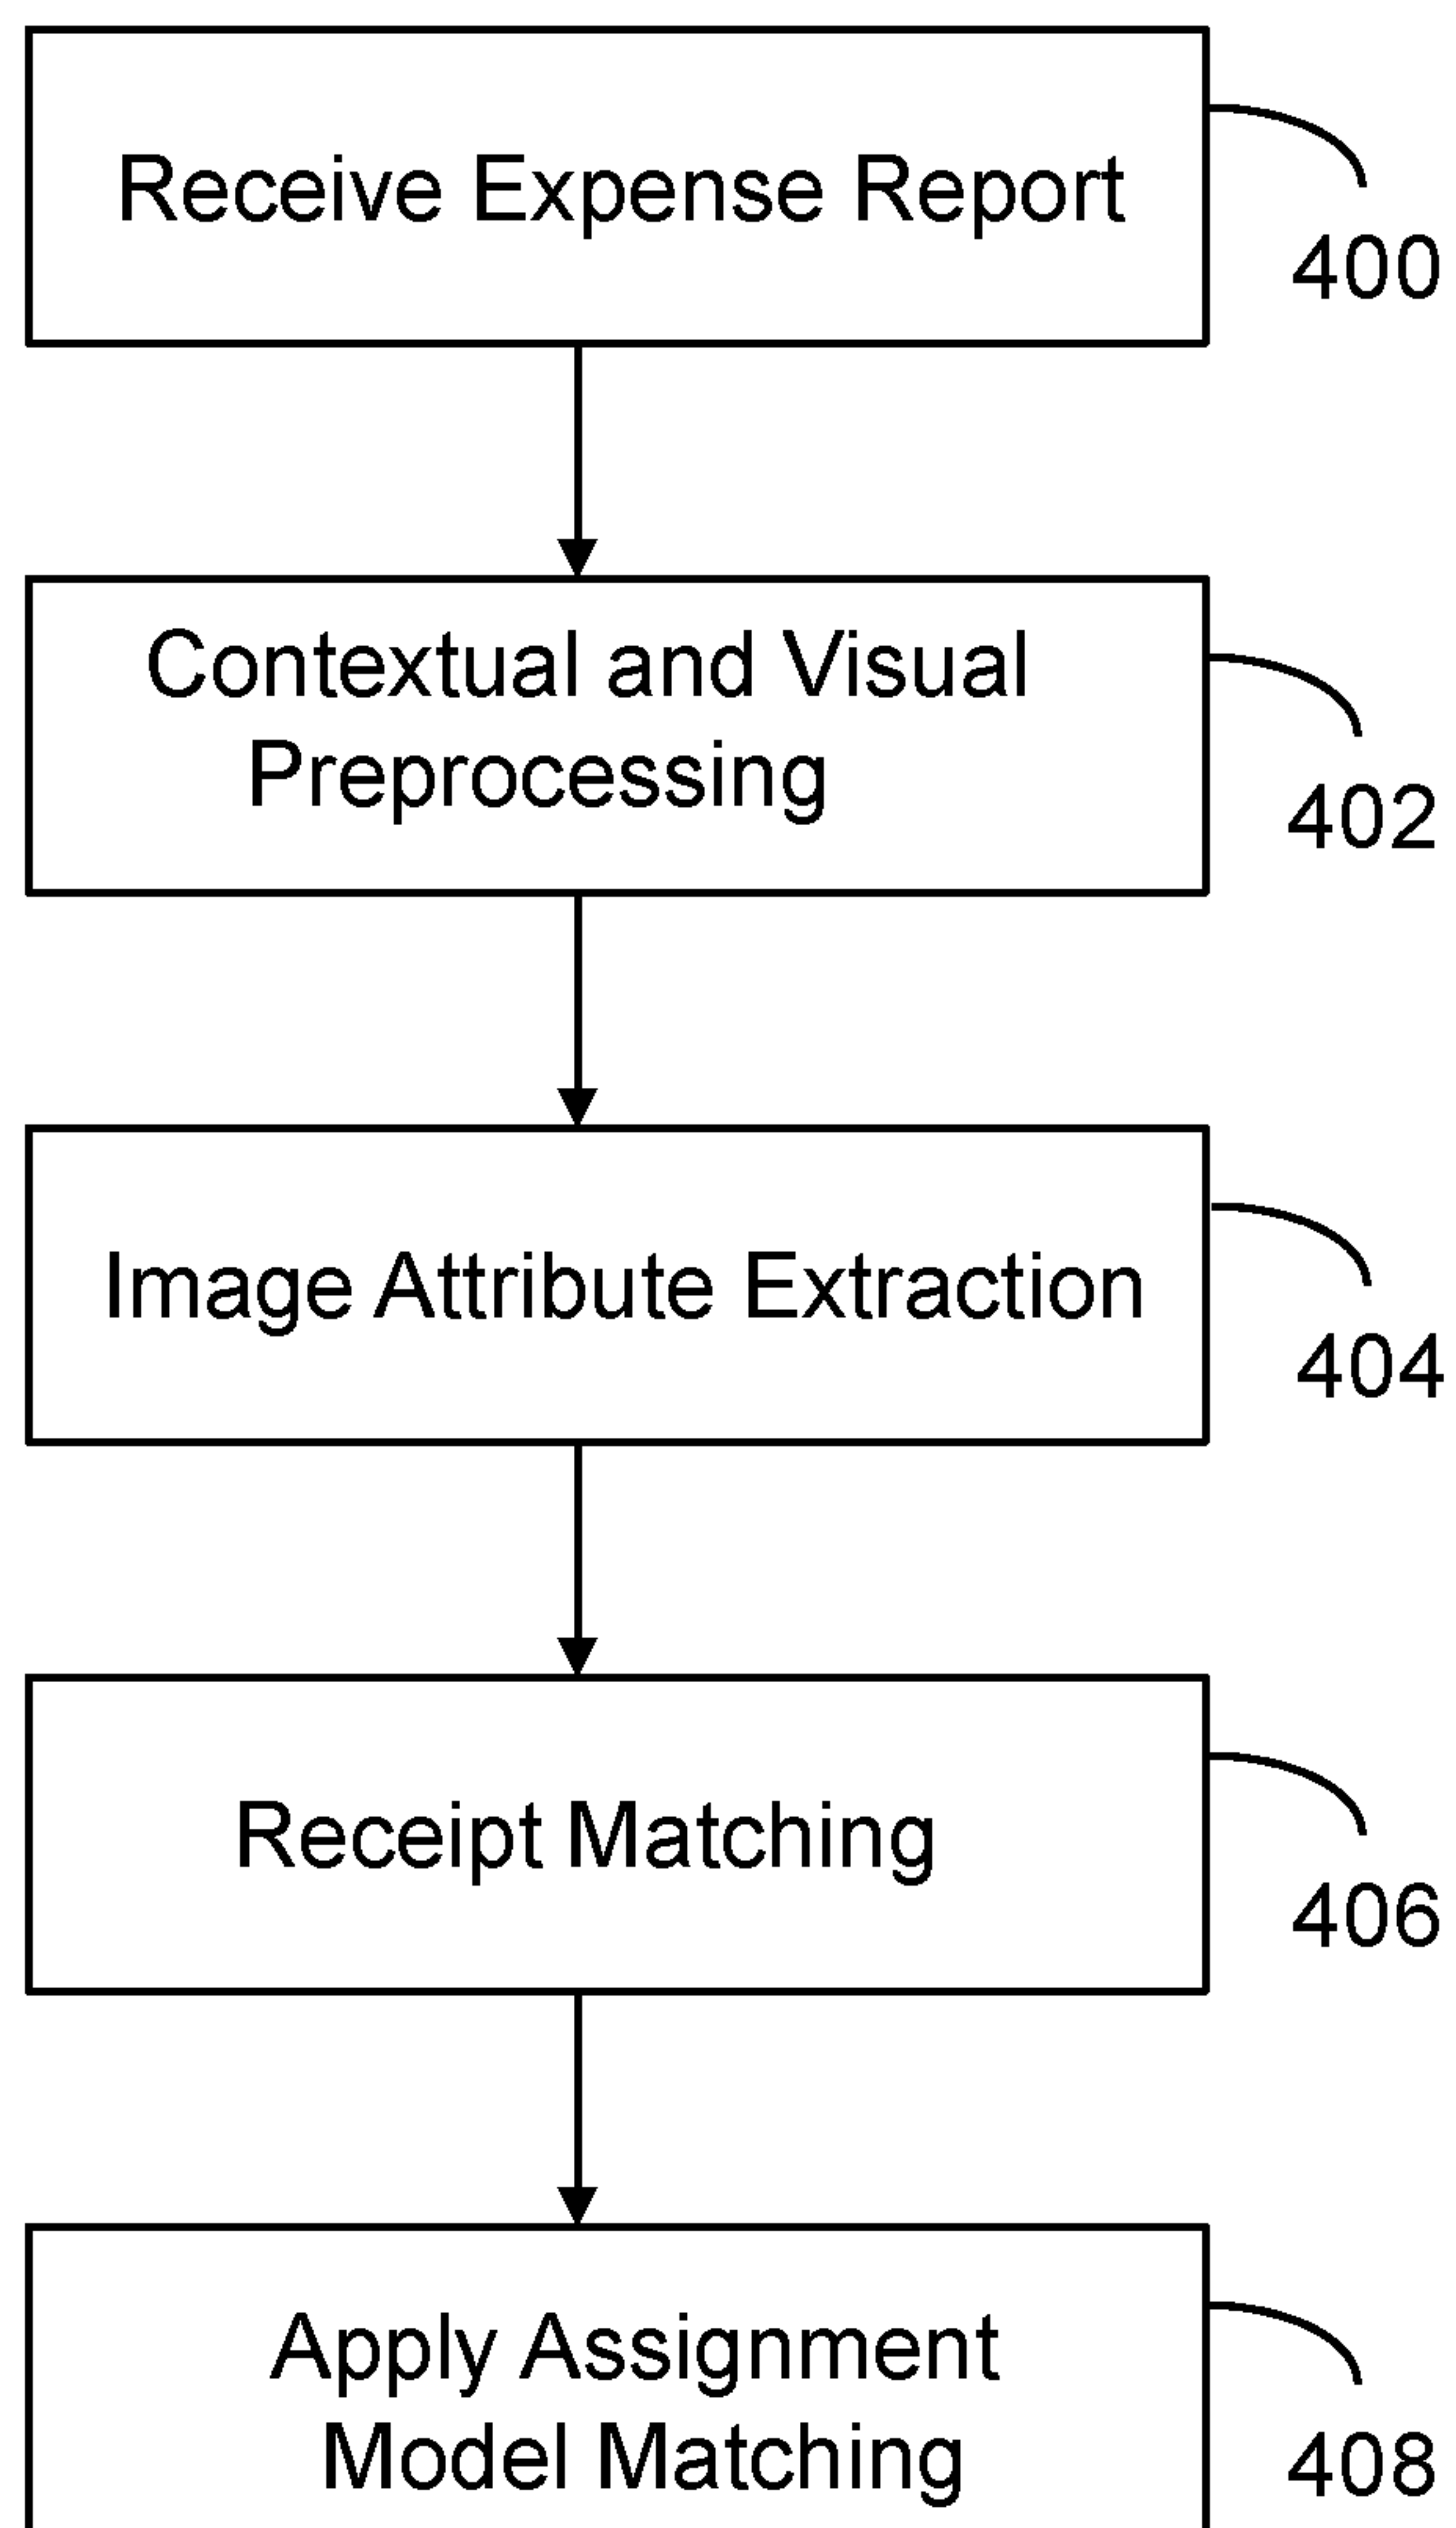 Receive Expense Report
400
Contextual and Visual
Preprocessing
402
Image Attribute Extraction
404
Receipt Matching
406
Apply Assignment
Model Matching
408